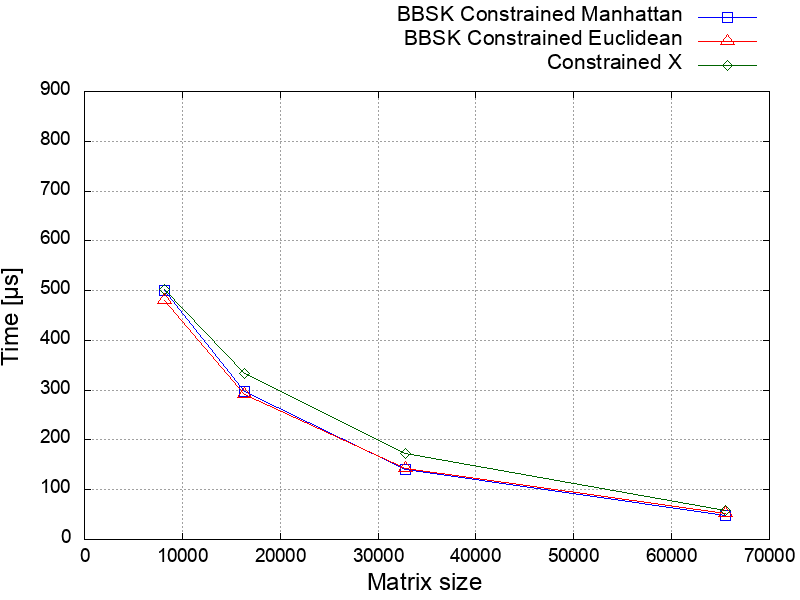 BBSK Constrained Manhattan
BBSK Constrained Euclidean
Constrained X
900
800
700
600
500
400
300
200
100
0
Time [µs]
0 10000 20000 30000 40000 50000 60000 70000
Matrix size